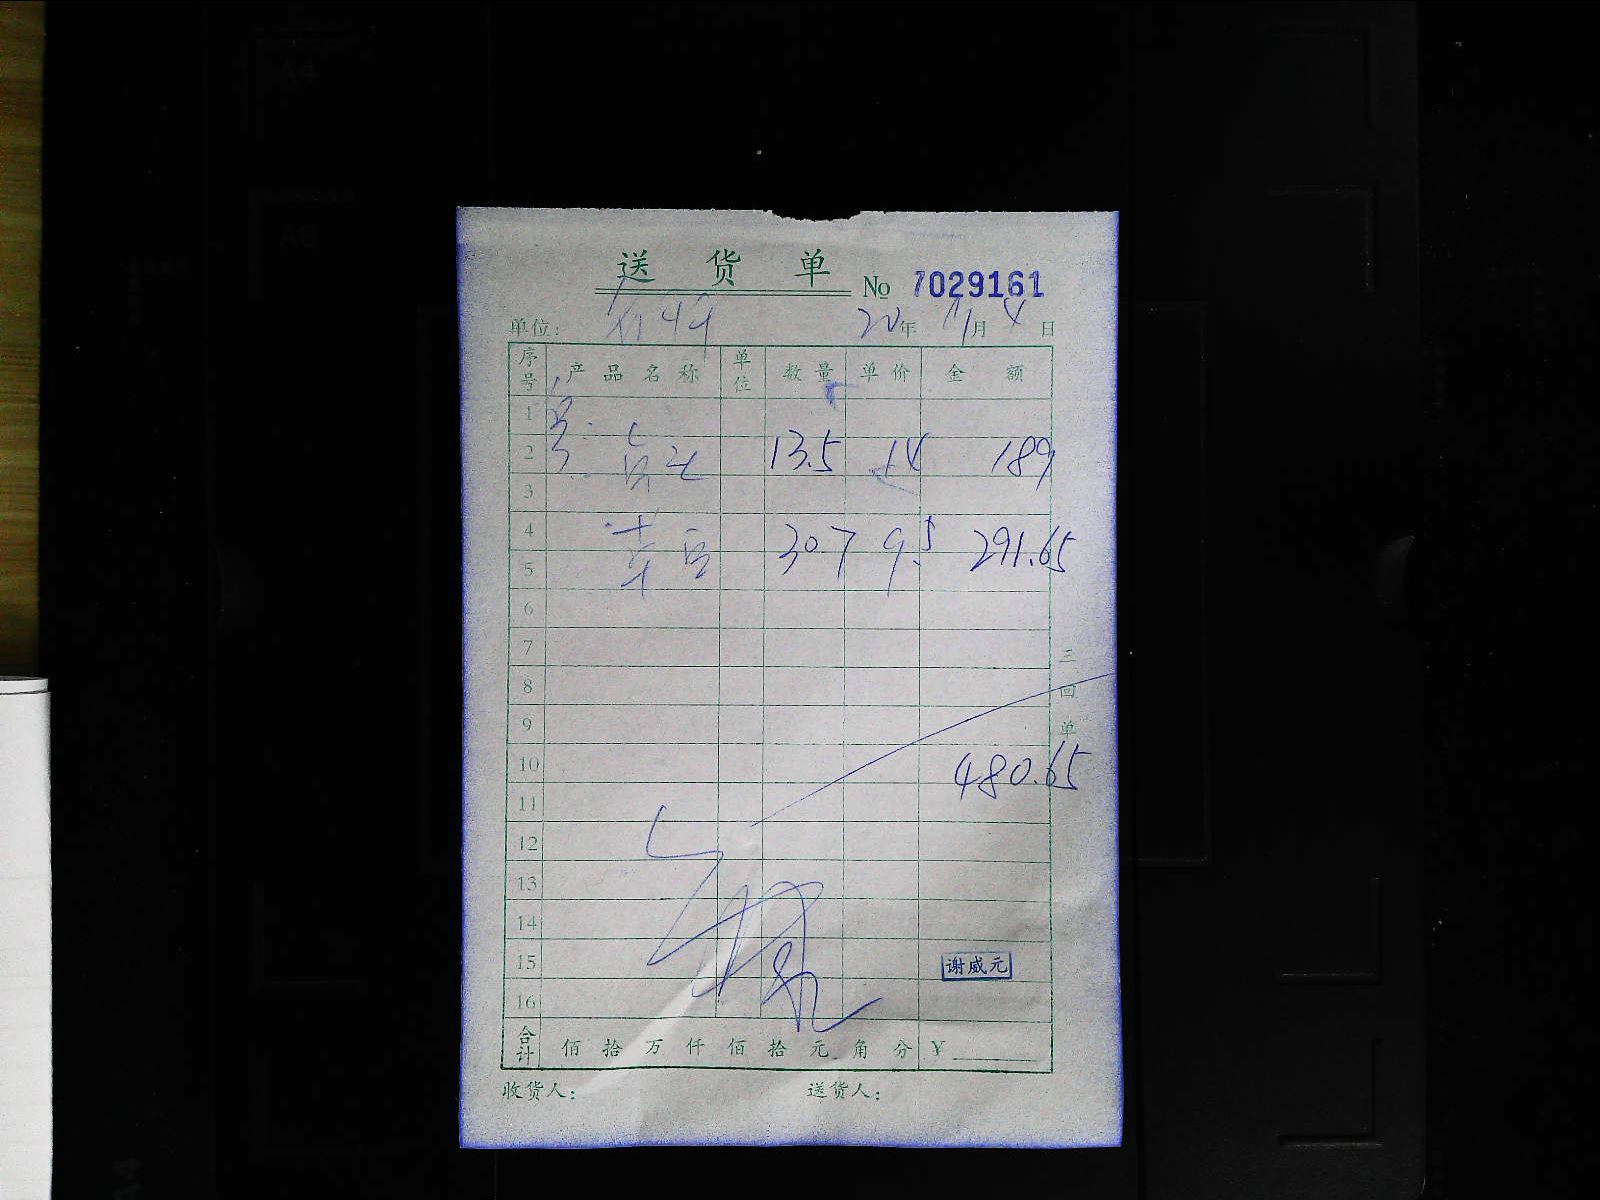 送货单 No 7029161
单位: 20年 11月 4日
序号 产品名称 单位 数量 单价 金额
1
2 13.5 14 189
3
4 30.7 9.5 291.65
5
6
7
8
9
10 480.65
11
12
13
14
15 谢威元
16
合计 佰 拾 万 仟 佰 拾 元 角 分 ¥
收货人: 送货人:
三回单